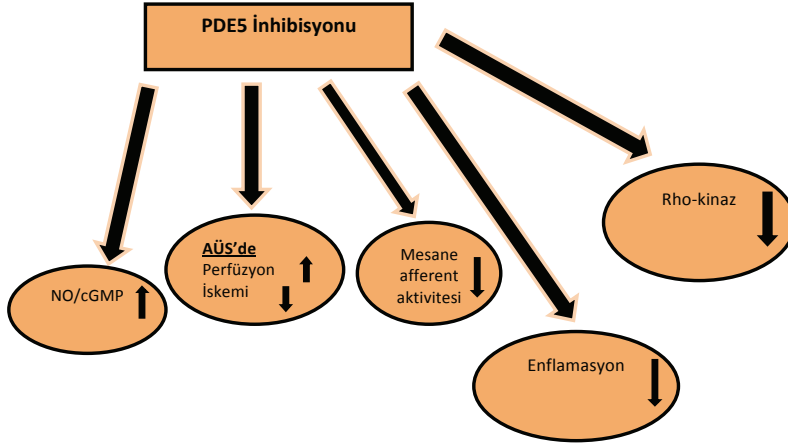 PDE5 İnhibisyonu
NO/cGMP
AÜS’de
Perfüzyon
İskemi
Mesane
afferent
aktivitesi
Enflamasyon
Rho-kinaz